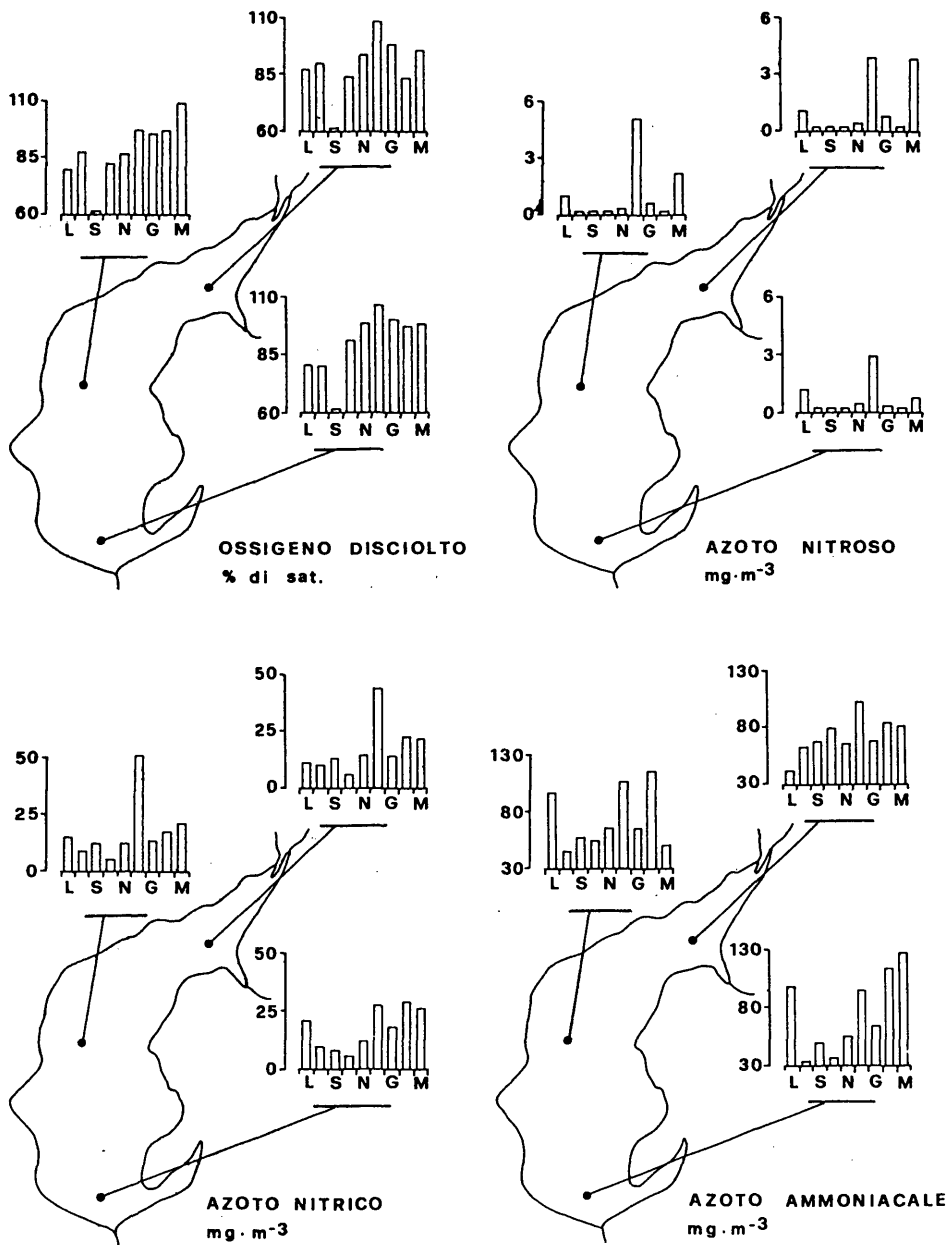 110
85
60
L S N G M
110
85
60
L S N G M
110
85
60
L S N G M
OSSIGENO DISCIOLTO
% di sat.
6
3
0
L S N G M
6
3
0
L S N G M
6
3
0
L S N G M
AZOTO NITROSO
mg·m⁻³
50
25
0
L S N G M
50
25
0
L S N G M
50
25
0
L S N G M
AZOTO NITRICO
mg·m⁻³
130
80
30
L S N G M
130
80
30
L S N G M
130
80
30
L S N G M
AZOTO AMMONIACALE
mg·m⁻³